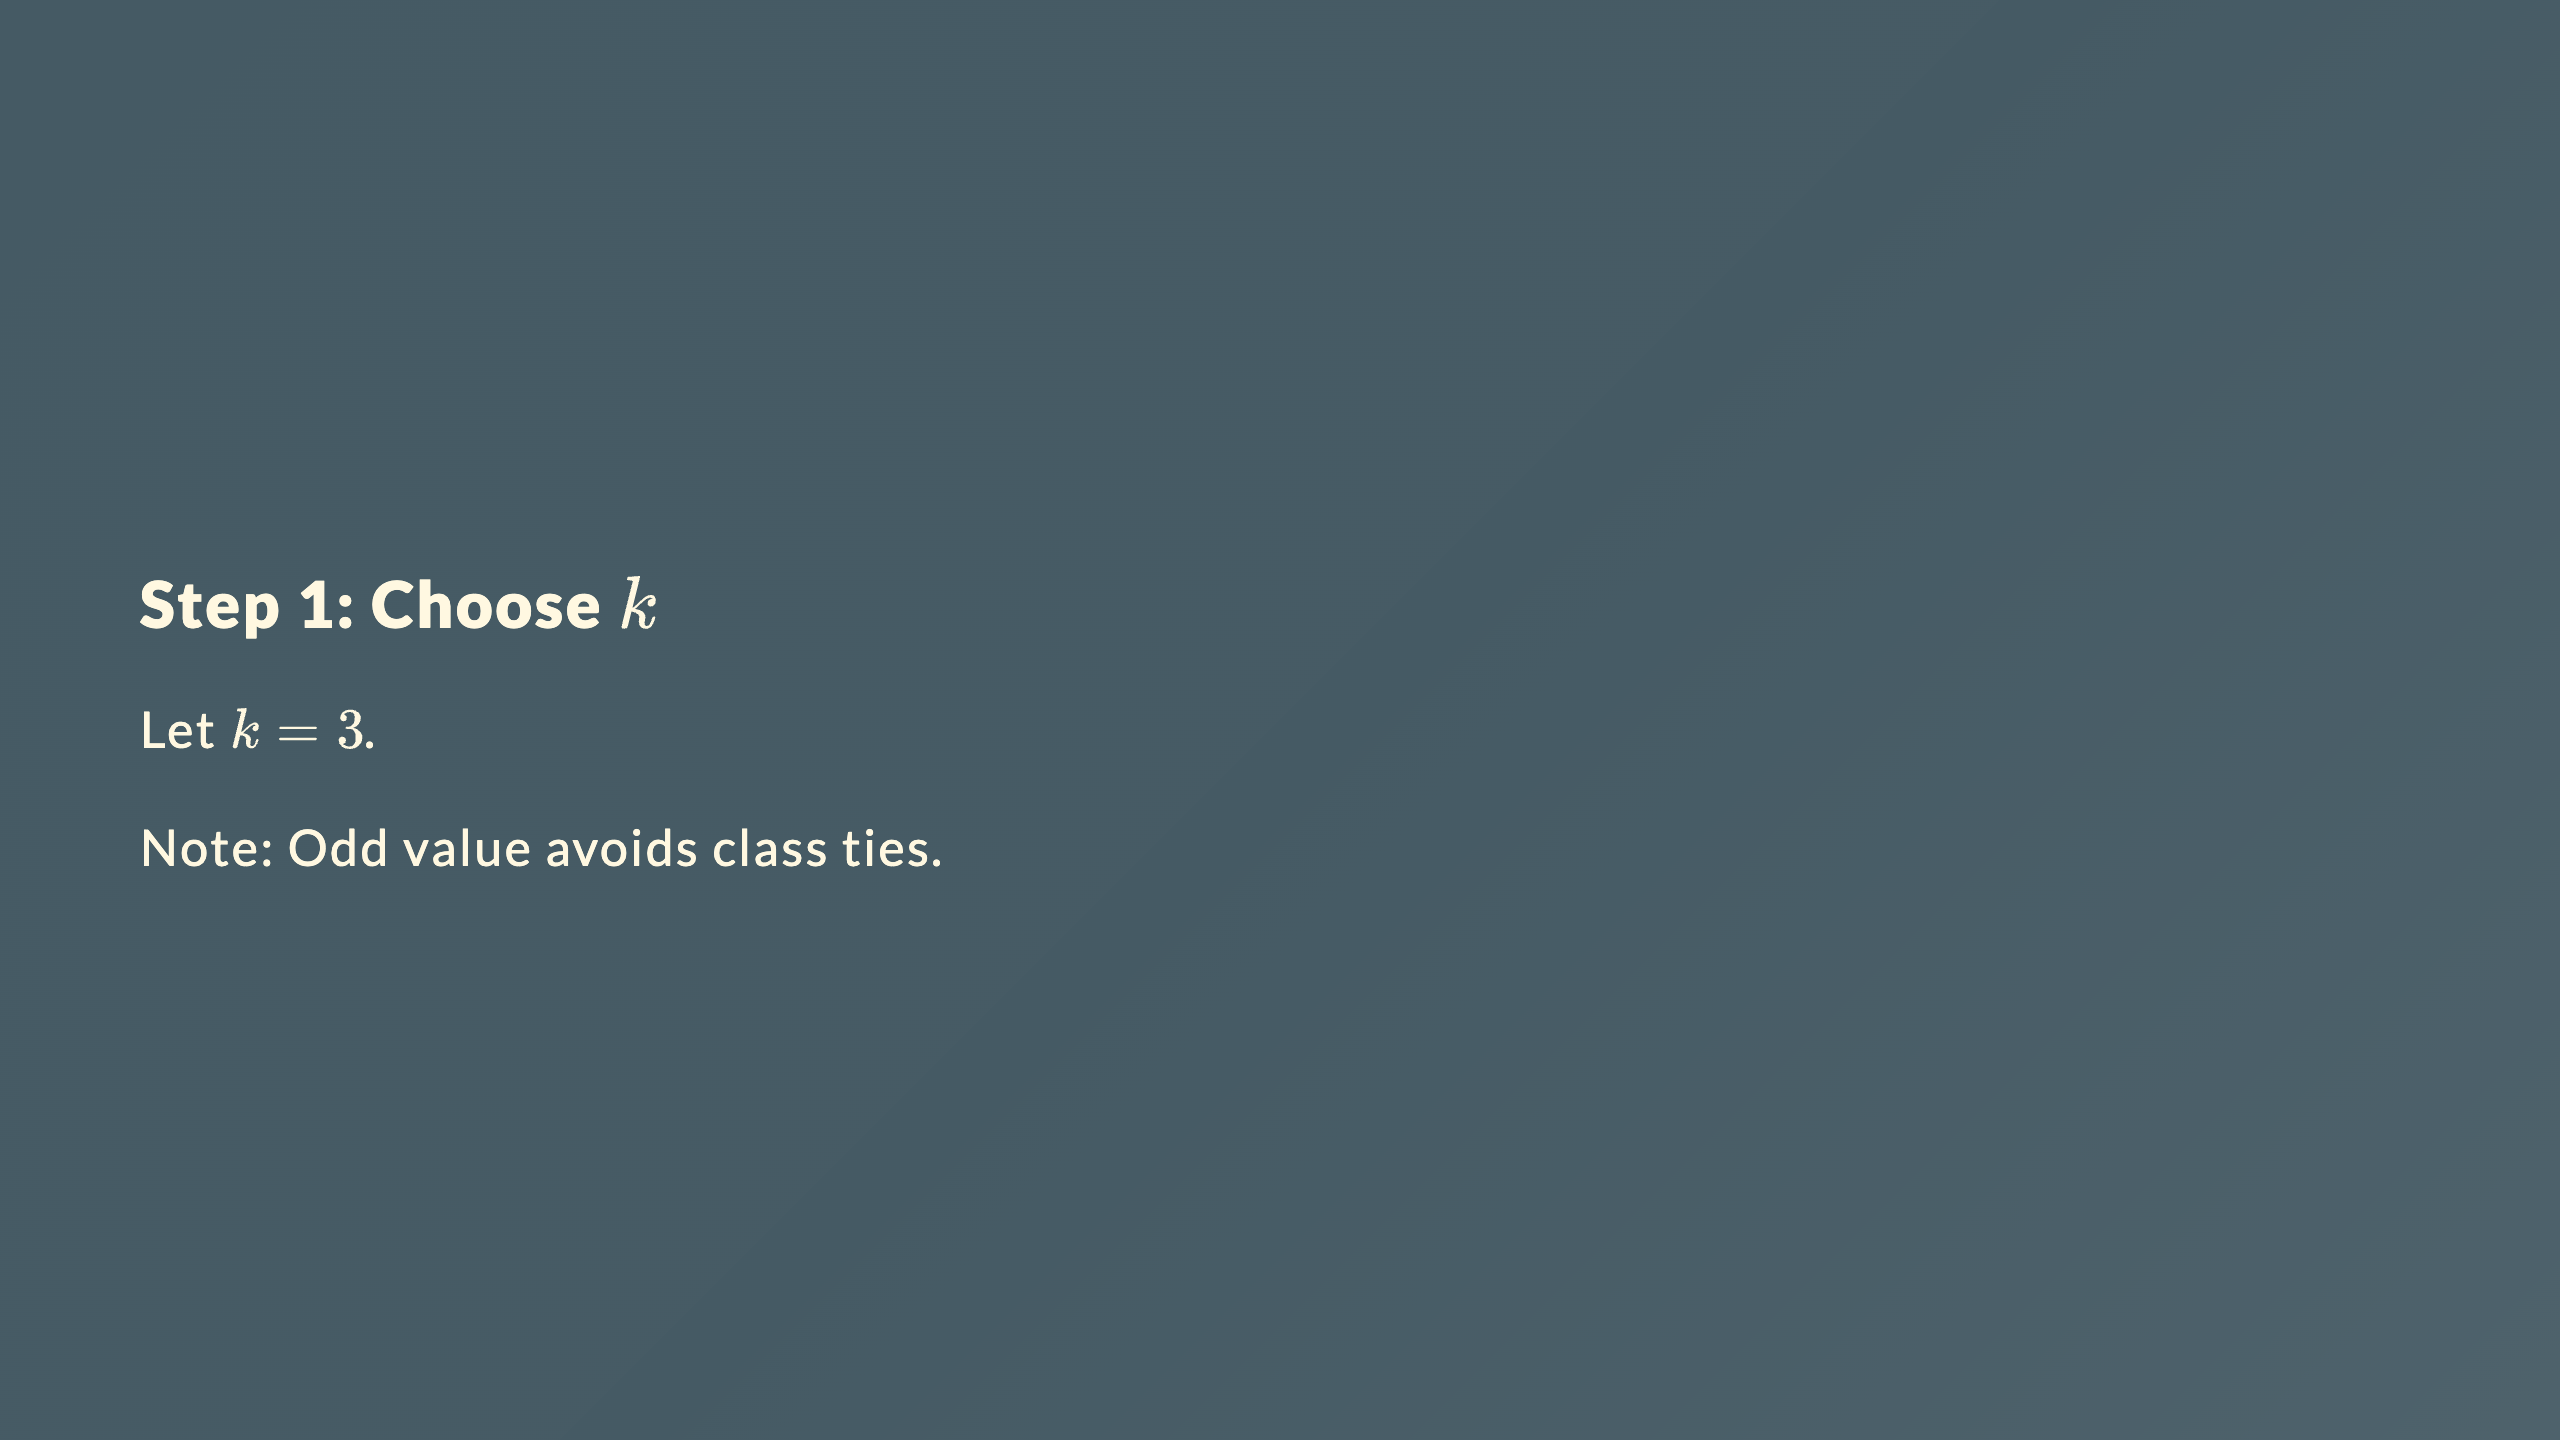 Step 1: Choose k
Let k = 3.
Note: Odd value avoids class ties.